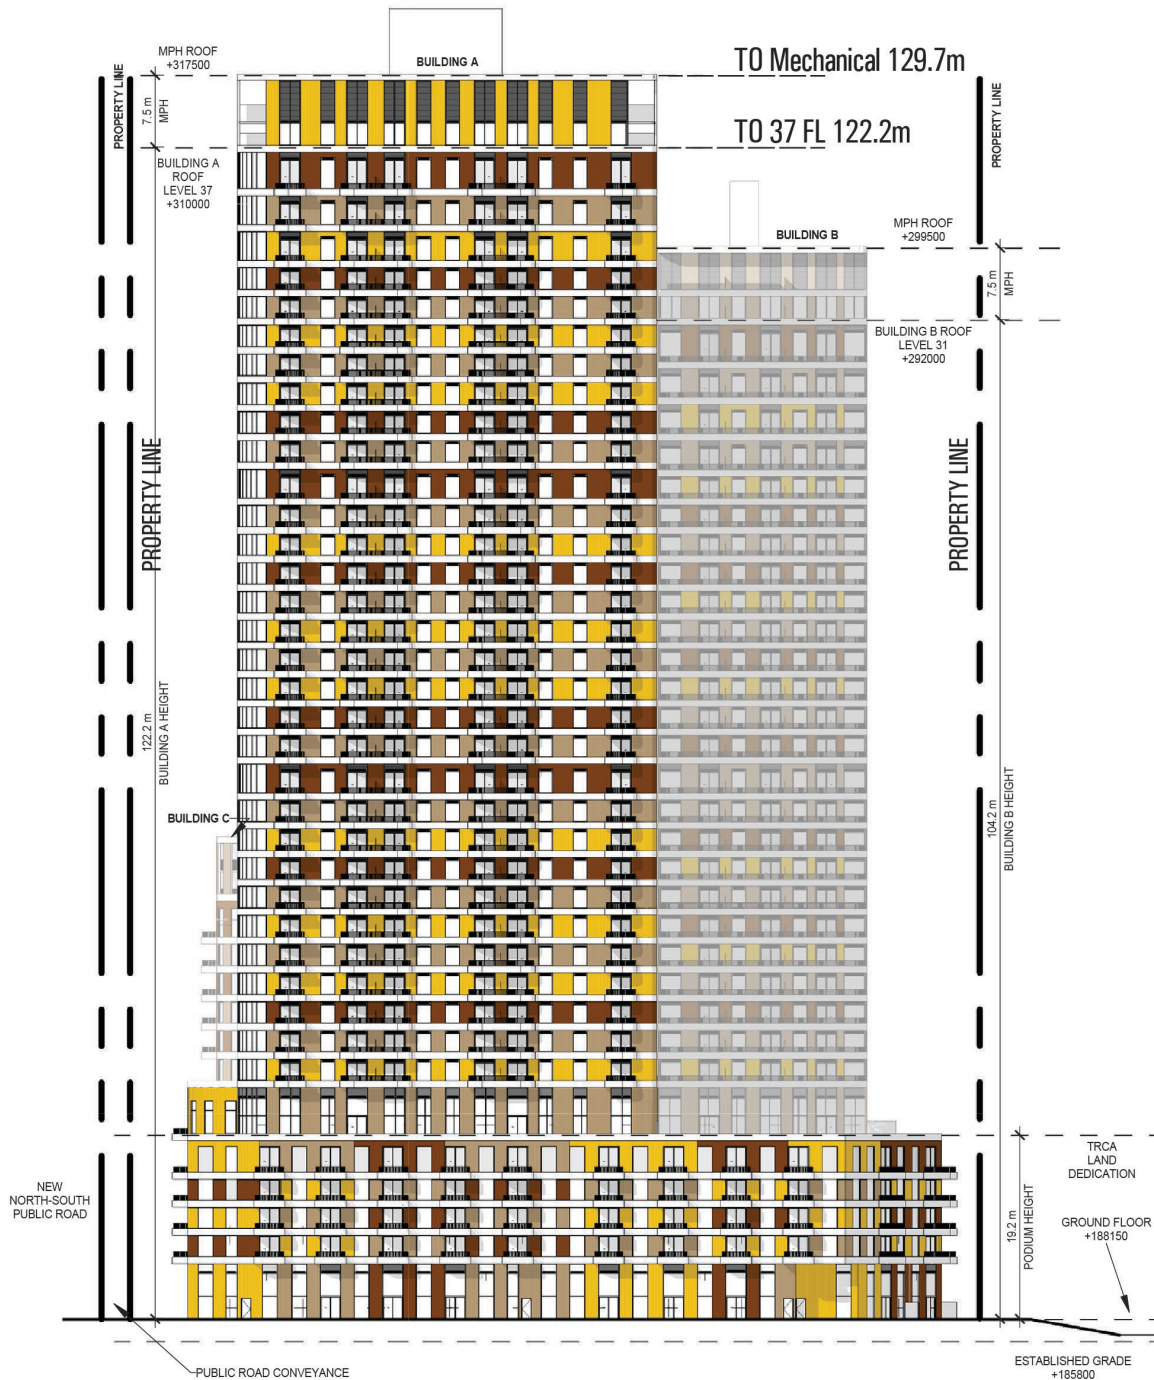 BUILDING A
MPH ROOF
+317500
TO Mechanical 129.7m
PROPERTY LINE
7.5 m
MPH
PROPERTY LINE
TO 37 FL 122.2m
BUILDING A
ROOF
LEVEL 37
+310000
MPH ROOF
+299500
BUILDING B
7.5 m
MPH
BUILDING B ROOF
LEVEL 31
+292000
PROPERTY LINE
PROPERTY LINE
122.2 m
BUILDING A HEIGHT
BUILDING C
104.2 m
BUILDING B HEIGHT
TRCA
LAND
DEDICATION
NEW
NORTH-SOUTH
PUBLIC ROAD
19.2 m
PODIUM HEIGHT
GROUND FLOOR
+188150
PUBLIC ROAD CONVEYANCE
ESTABLISHED GRADE
+185800